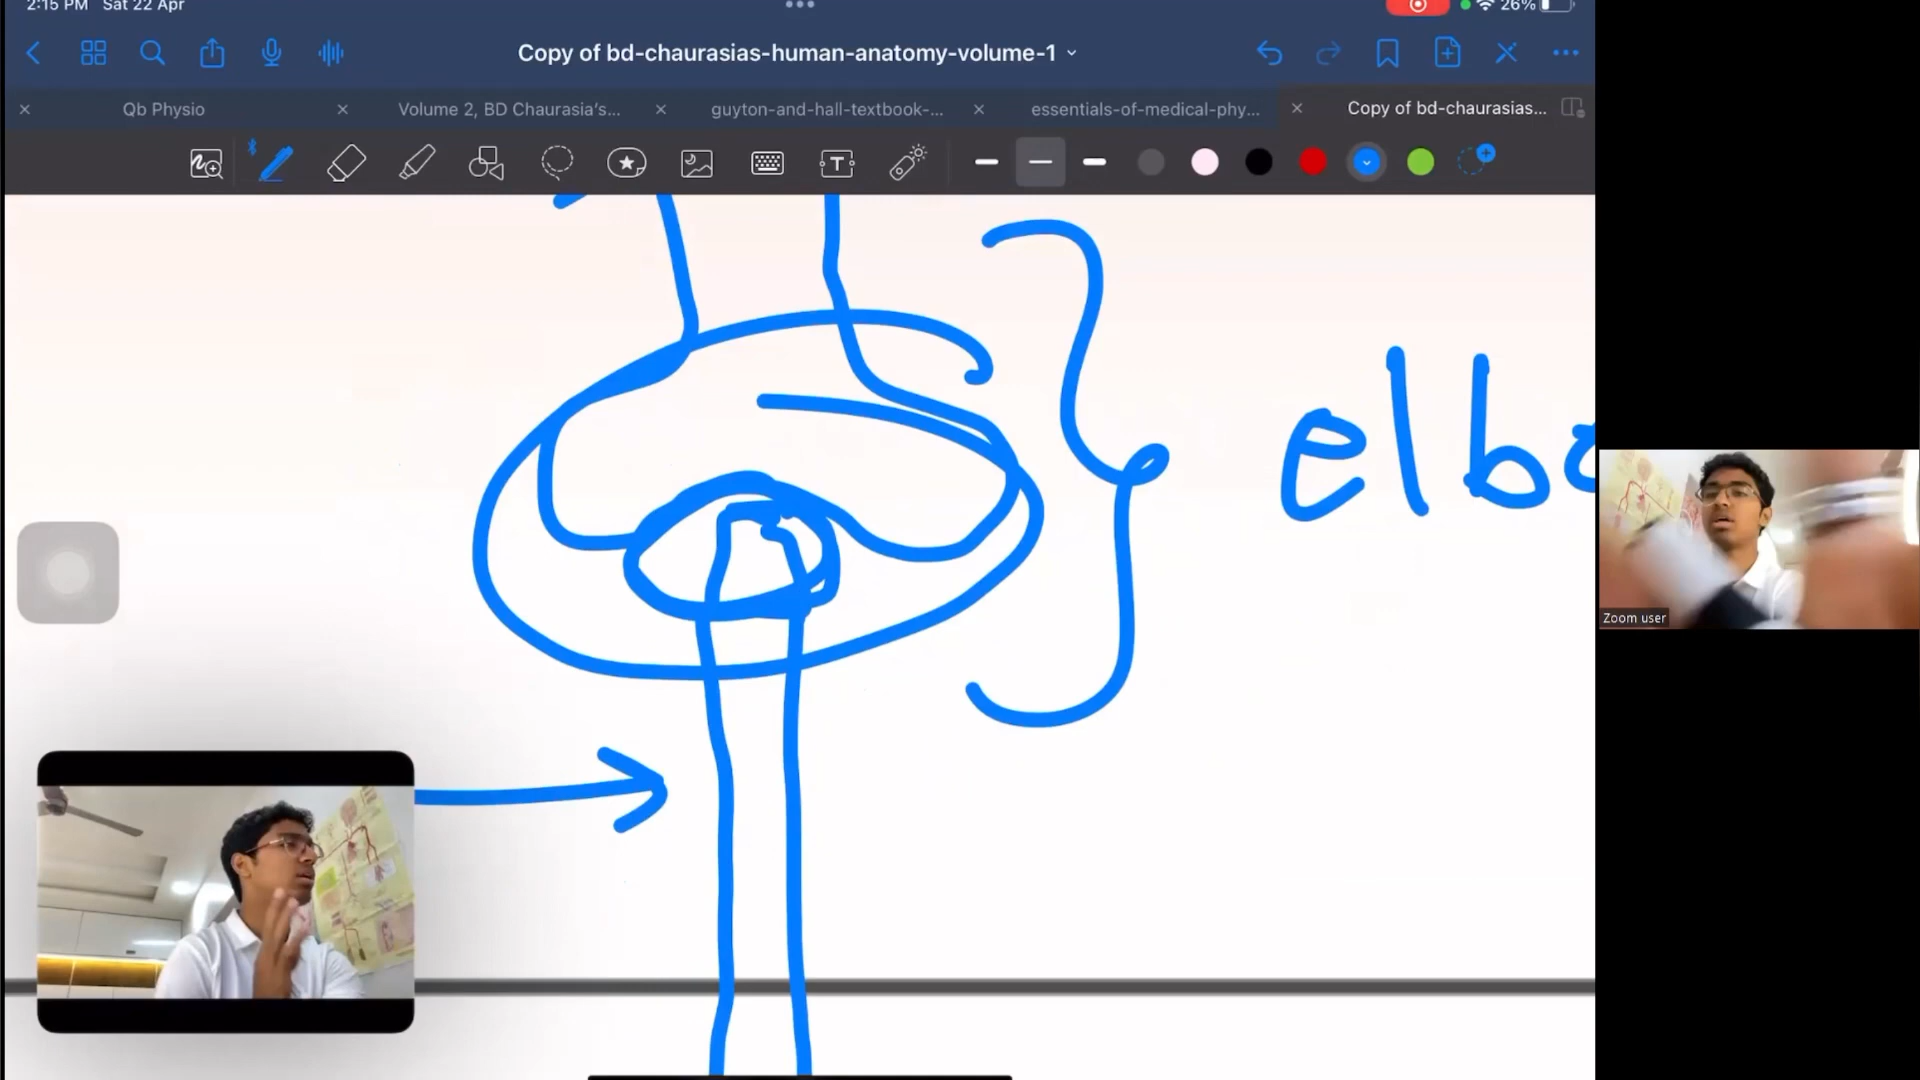 2:15 PM Sat 22 Apr
26%
Copy of bd-chaurasias-human-anatomy-volume-1
Qb Physio
Volume 2, BD Chaurasia's...
guyton-and-hall-textbook-...
essentials-of-medical-phy...
Copy of bd-chaurasias...
elbo
Zoom user